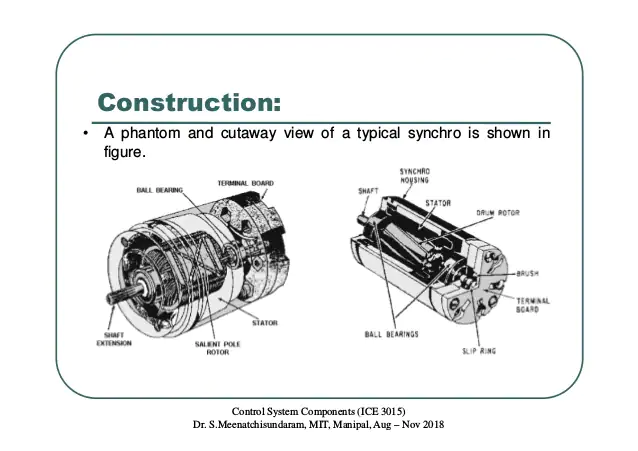 Construction:
• A phantom and cutaway view of a typical synchro is shown in
figure.
BALL BEARING
TERMINAL BOARD
SHAFT
EXTENSION
SALIENT POLE
ROTOR
STATOR
SYNCHRO
HOUSING
SHAFT
STATOR
DRUM ROTOR
BRUSH
TERMINAL
BOARD
BALL BEARINGS
SLIP RING
Control System Components (ICE 3015)
Dr. S.Meenatchisundaram, MIT, Manipal, Aug – Nov 2018